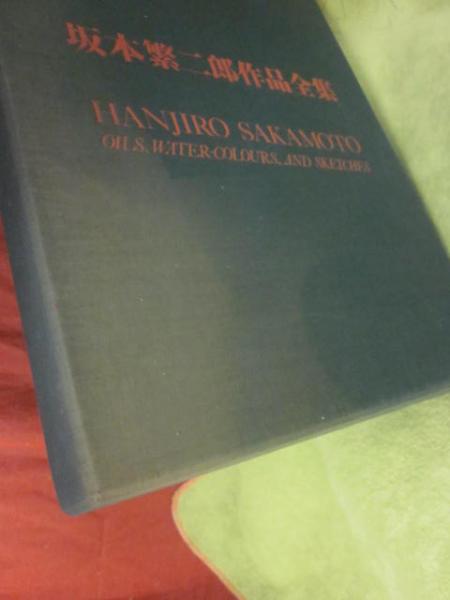 坂本繁二郎作品全集
HANJIRO SAKAMOTO
OILS, WATER-COLOURS, AND SKETCHES